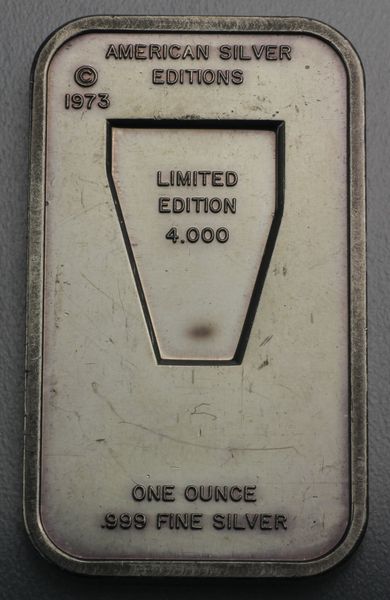 AMERICAN SILVER
EDITIONS
©
1973
LIMITED
EDITION
4.000
ONE OUNCE
.999 FINE SILVER